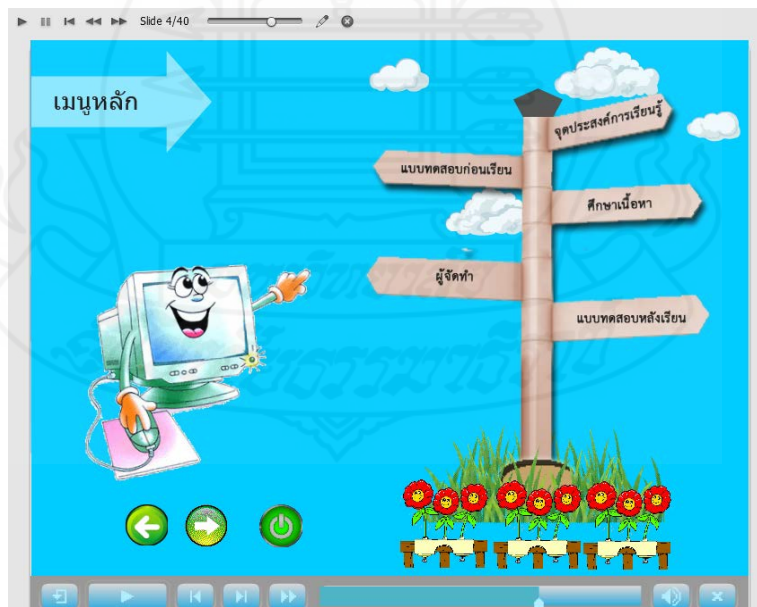 Slide 4/40
เมนูหลัก
จุดประสงค์การเรียนรู้
แบบทดสอบก่อนเรียน
ศึกษาเนื้อหา
ผู้จัดทำ
แบบทดสอบหลังเรียน